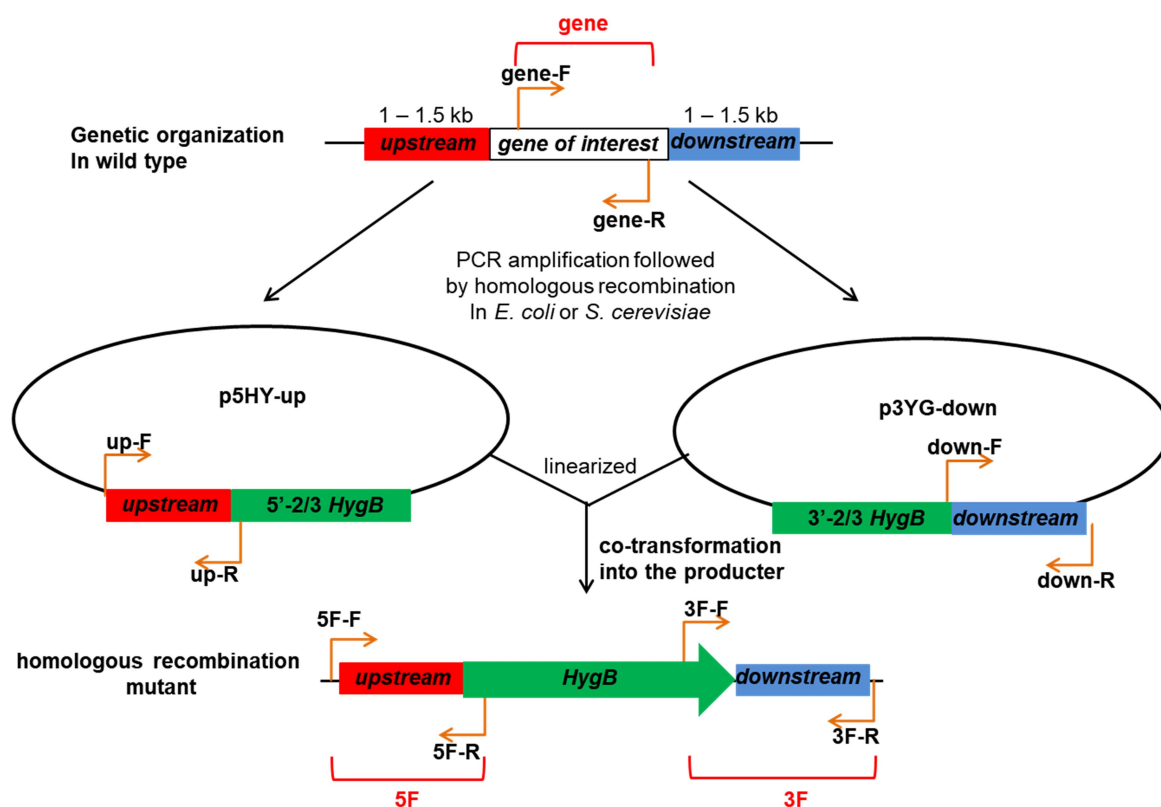 gene
gene-F
1 – 1.5 kb
1 – 1.5 kb
Genetic organization
In wild type
upstream
gene of interest
downstream
gene-R
PCR amplification followed
by homologous recombination
In E. coli or S. cerevisiae
p5HY-up
p3YG-down
up-F
down-F
linearized
upstream
5’-2/3 HygB
3’-2/3 HygB
downstream
up-R
down-R
co-transformation
into the producter
5F-F
3F-F
homologous recombination
mutant
upstream
HygB
downstream
5F-R
3F-R
5F
3F